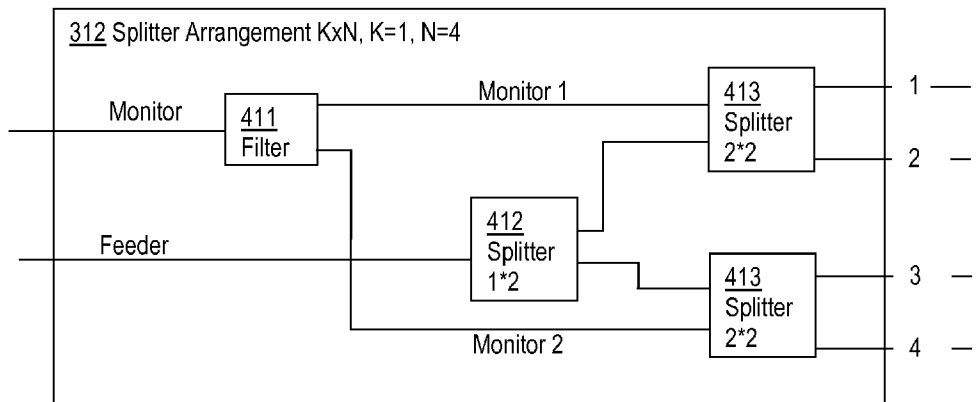 312 Splitter Arrangement KxN, K=1, N=4
Monitor
411
Filter
Monitor 1
413
Splitter
2*2
1
2
Feeder
412
Splitter
1*2
413
Splitter
2*2
3
4
Monitor 2